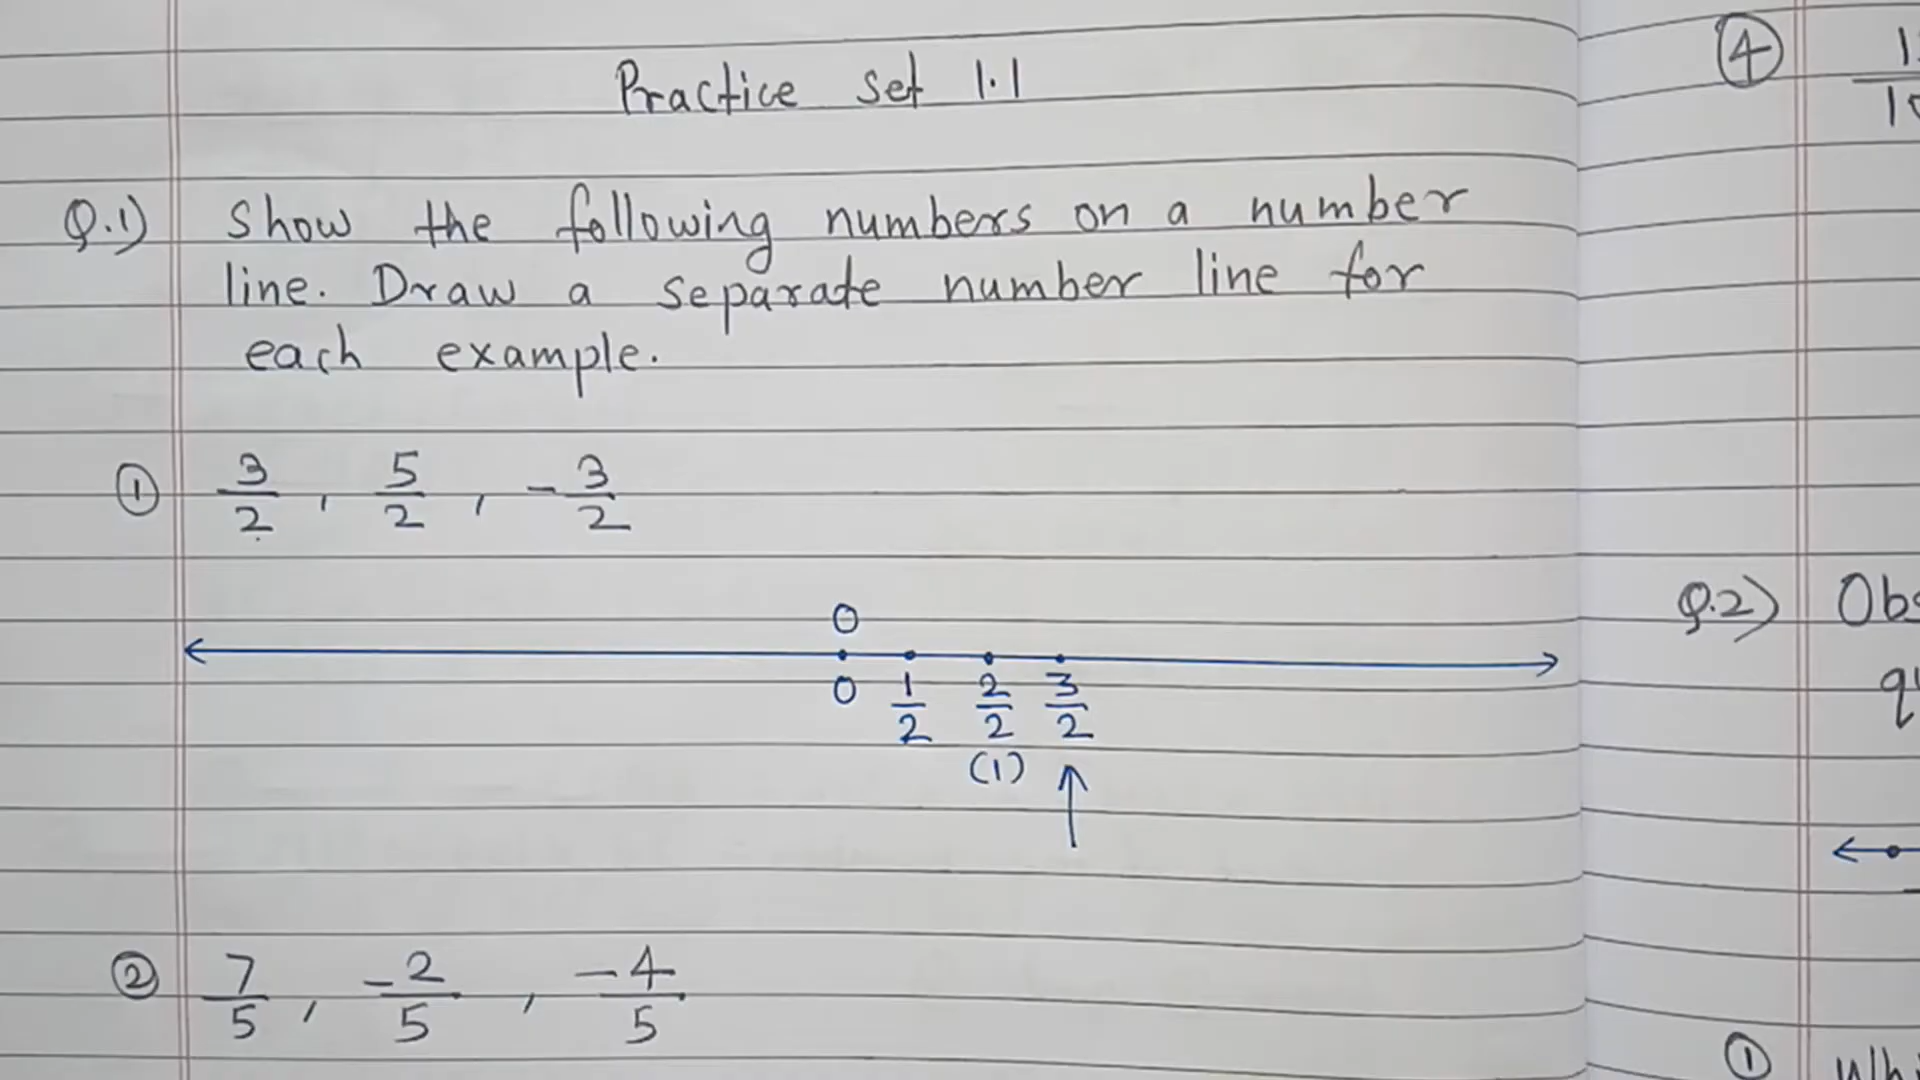 Practice Set 1.1
Q.1) Show the following numbers on a number
line. Draw a separate number line for
each example.
① 3/2, 5/2, -3/2
0
0 1/2 2/2 3/2
(1)
② 7/5, -2/5, -4/5
④
Q.2)
①